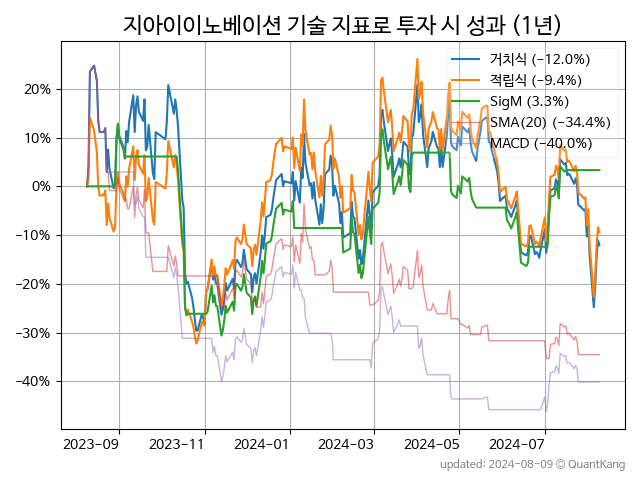 지아이이노베이션 기술 지표로 투자 시 성과 (1년)
거치식 (−12.0%)
적립식 (−9.4%)
SigM (3.3%)
SMA(20) (−34.4%)
MACD (−40.0%)
20%
10%
0%
−10%
−20%
−30%
−40%
2023-09
2023-11
2024-01
2024-03
2024-05
2024-07
updated: 2024-08-09 © QuantKang